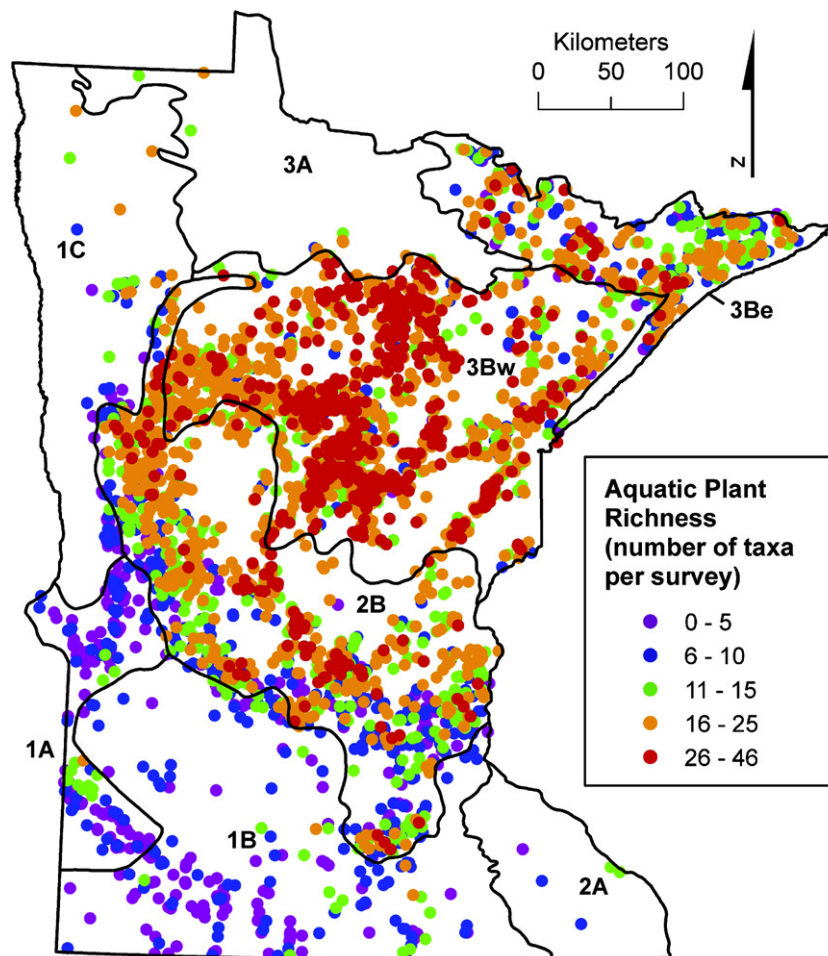 Kilometers
0 50 100
N
3A
1C
3Be
3Bw
Aquatic Plant
Richness
(number of taxa
per survey)
0 - 5
6 - 10
11 - 15
16 - 25
26 - 46
2B
1A
1B
2A